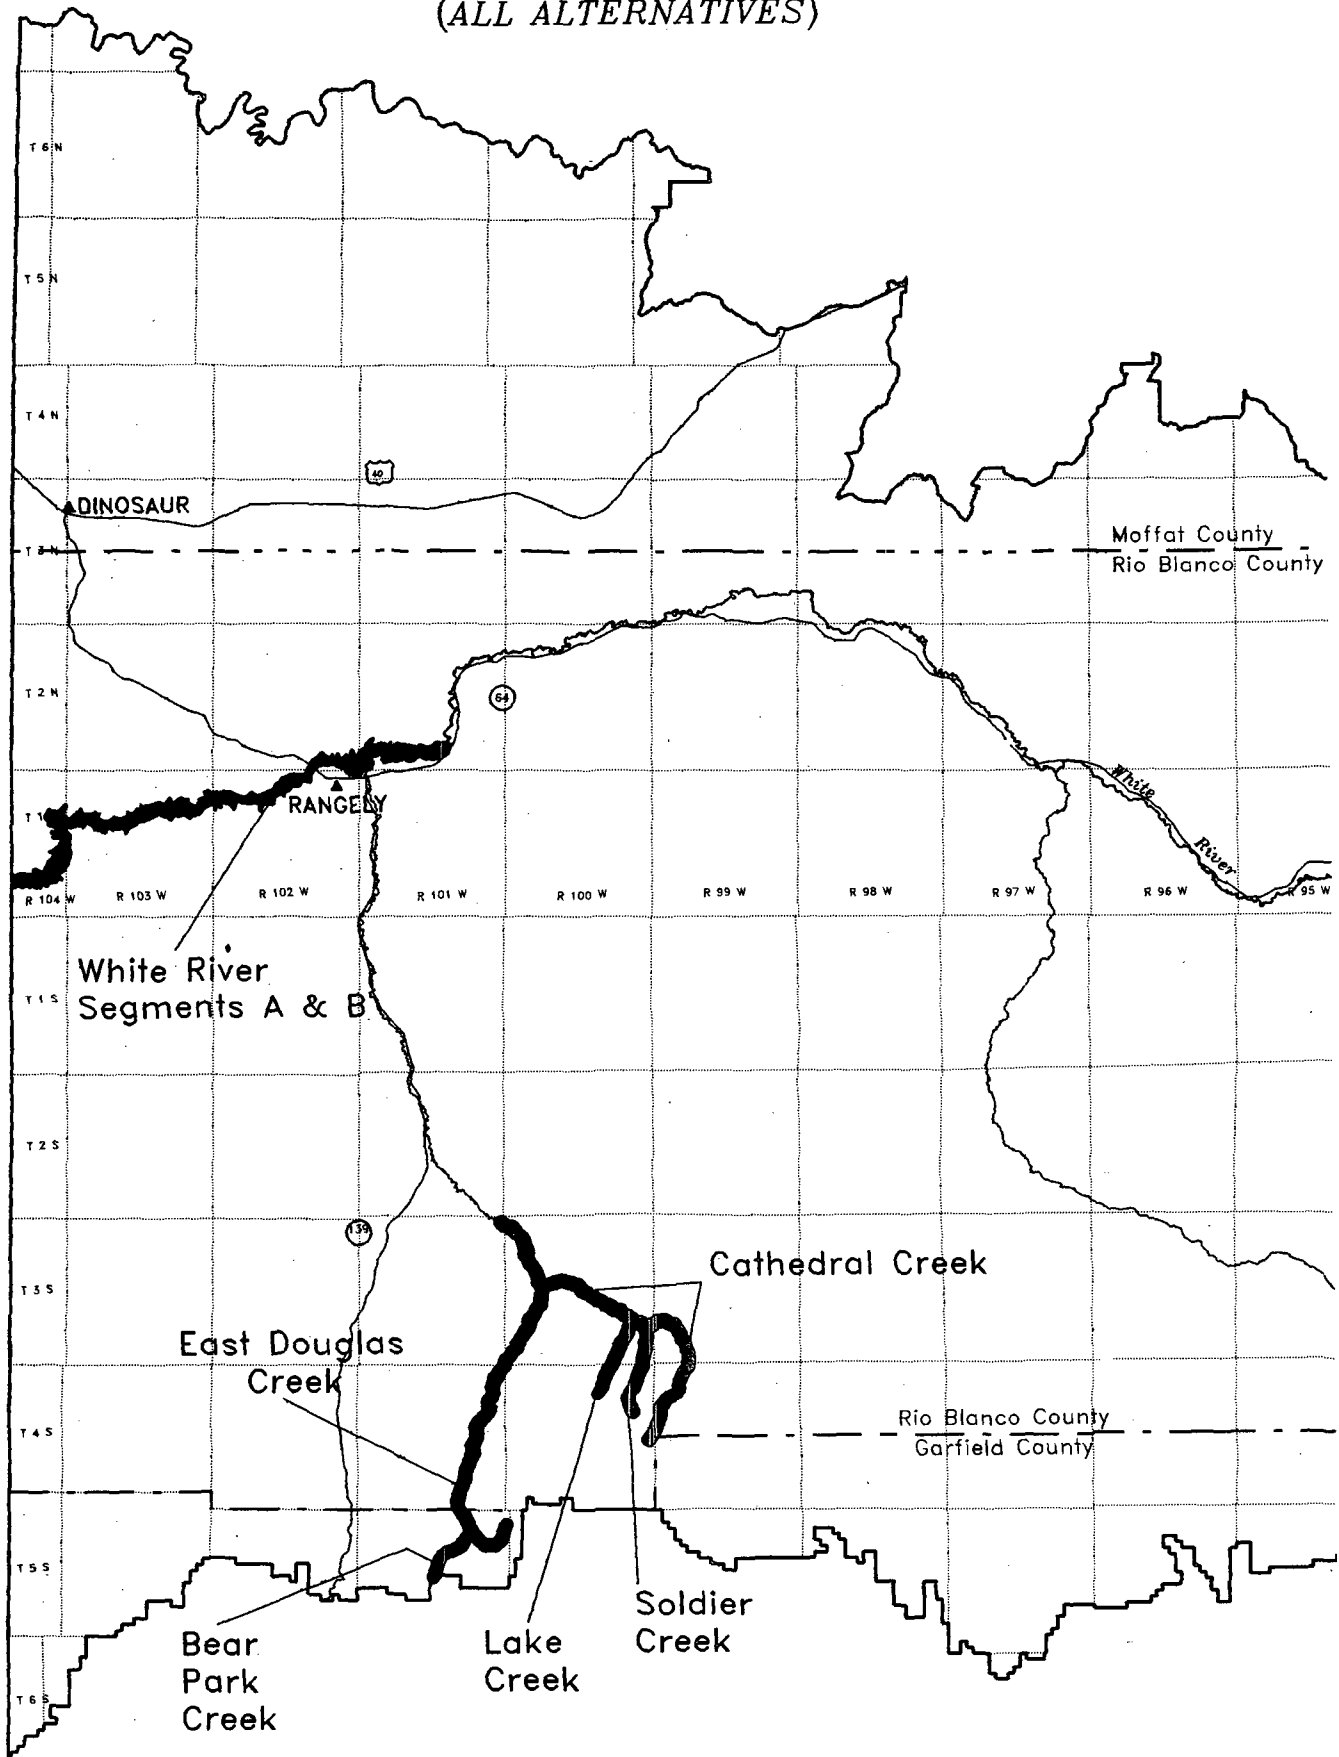 (ALL ALTERNATIVES)
T 6 N
T 5 N
T 4 N
40
DINOSAUR
T 3 N
Moffat County
Rio Blanco County
T 2 N
64
White
River
RANGELY
T 1
R 104 W
R 103 W
R 102 W
R 101 W
R 100 W
R 99 W
R 98 W
R 97 W
R 96 W
R 95 W
White River
Segments A & B
T 1 S
T 2 S
139
Cathedral Creek
T 3 S
East Douglas
Creek
Rio Blanco County
Garfield County
T 4 S
T 5 S
Soldier
Creek
Bear
Park
Creek
Lake
Creek
T 6 S